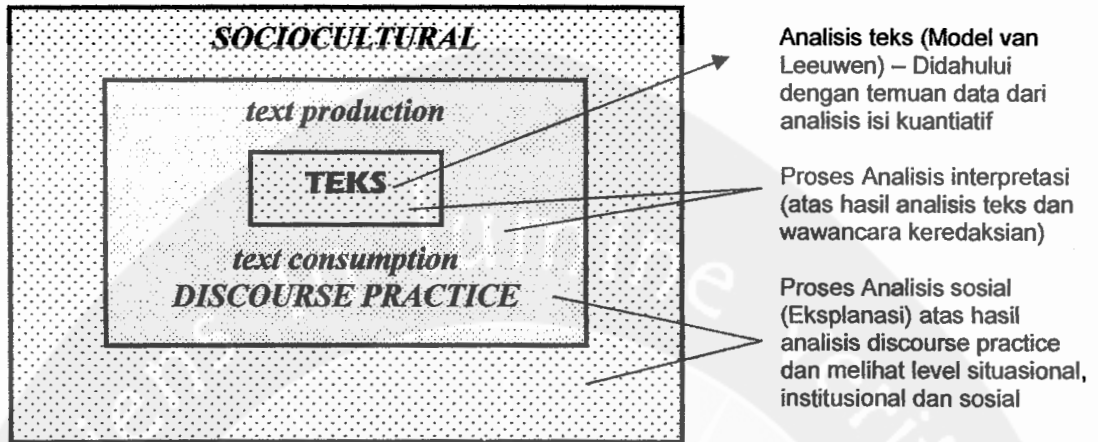 SOCIOCULTURAL
text production
TEKS
text consumption
DISCOURSE PRACTICE
Analisis teks (Model van
Leeuwen) – Didahului
dengan temuan data dari
analisis isi kuantiatif
Proses Analisis interpretasi
(atas hasil analisis teks dan
wawancara keredaksian)
Proses Analisis sosial
(Eksplanasi) atas hasil
analisis discourse practice
dan melihat level situasional,
institusional dan sosial